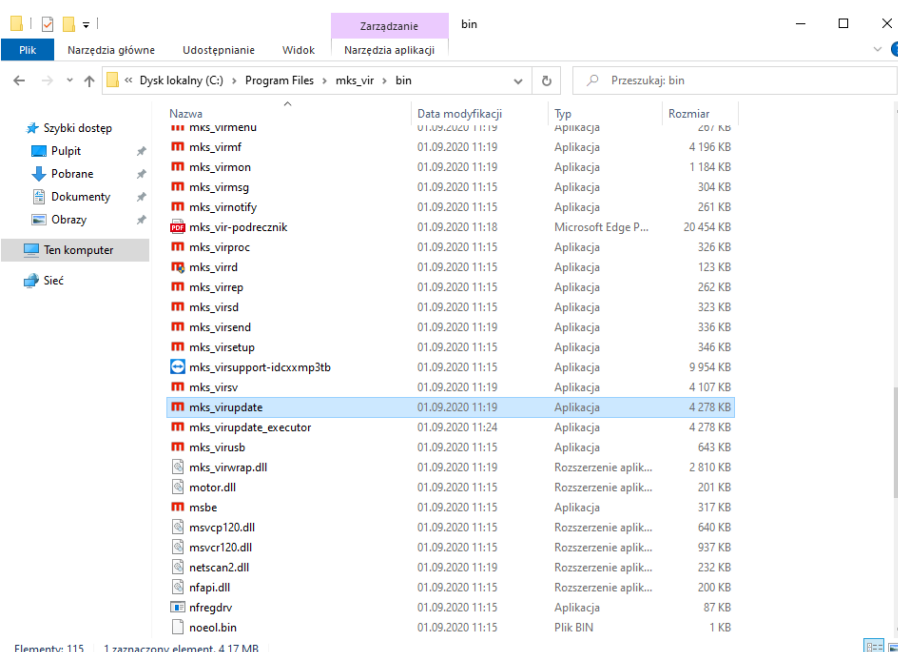 Zarządzanie bin
Plik Narzędzia główne Udostępnianie Widok Narzędzia aplikacji
« Dysk lokalny (C:) › Program Files › mks_vir › bin Przeszukaj: bin
Nazwa Data modyfikacji Typ Rozmiar
Szybki dostęp
Pulpit
Pobrane
Dokumenty
Obrazy
Ten komputer
Sieć
mks_virmenu 01.09.2020 11:19 Aplikacja 267 KB
mks_virmf 01.09.2020 11:19 Aplikacja 4 196 KB
mks_virmon 01.09.2020 11:19 Aplikacja 1 184 KB
mks_virmsg 01.09.2020 11:15 Aplikacja 304 KB
mks_virnotify 01.09.2020 11:15 Aplikacja 261 KB
mks_vir-podrecznik 01.09.2020 11:18 Microsoft Edge P... 20 454 KB
mks_virproc 01.09.2020 11:15 Aplikacja 326 KB
mks_virrd 01.09.2020 11:15 Aplikacja 123 KB
mks_virrep 01.09.2020 11:15 Aplikacja 262 KB
mks_virsd 01.09.2020 11:15 Aplikacja 323 KB
mks_virsend 01.09.2020 11:19 Aplikacja 336 KB
mks_virsetup 01.09.2020 11:15 Aplikacja 346 KB
mks_virsupport-idcxxmp3tb 01.09.2020 11:15 Aplikacja 9 954 KB
mks_virsv 01.09.2020 11:19 Aplikacja 4 107 KB
mks_virupdate 01.09.2020 11:19 Aplikacja 4 278 KB
mks_virupdate_executor 01.09.2020 11:24 Aplikacja 4 278 KB
mks_virusb 01.09.2020 11:15 Aplikacja 643 KB
mks_virwrap.dll 01.09.2020 11:19 Rozszerzenie aplik... 2 810 KB
motor.dll 01.09.2020 11:15 Rozszerzenie aplik... 201 KB
msbe 01.09.2020 11:15 Aplikacja 317 KB
msvcp120.dll 01.09.2020 11:15 Rozszerzenie aplik... 640 KB
msvcr120.dll 01.09.2020 11:15 Rozszerzenie aplik... 937 KB
netscan2.dll 01.09.2020 11:19 Rozszerzenie aplik... 232 KB
nfapi.dll 01.09.2020 11:15 Rozszerzenie aplik... 200 KB
nfregdrv 01.09.2020 11:15 Aplikacja 87 KB
noeol.bin 01.09.2020 11:15 Plik BIN 1 KB
Elementy: 115 1 zaznaczony element, 4,17 MB